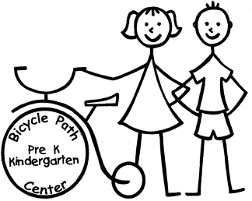 Bicycle Path
Pre K
Kindergarten
Center